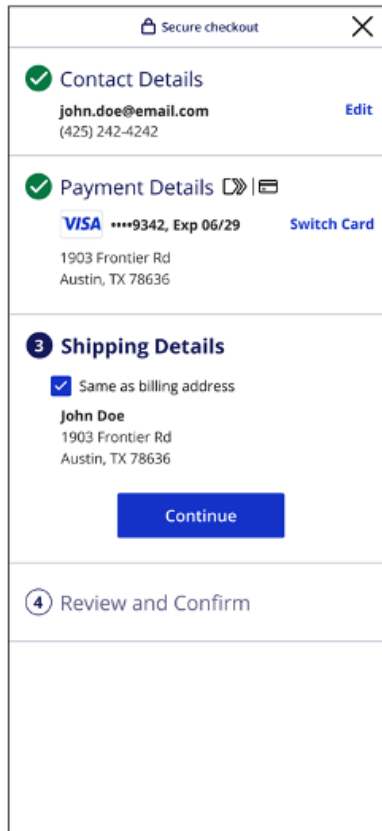 Secure checkout
Contact Details
john.doe@email.com Edit
(425) 242-4242
Payment Details
VISA ••••9342, Exp 06/29 Switch Card
1903 Frontier Rd
Austin, TX 78636
3 Shipping Details
Same as billing address
John Doe
1903 Frontier Rd
Austin, TX 78636
Continue
4 Review and Confirm